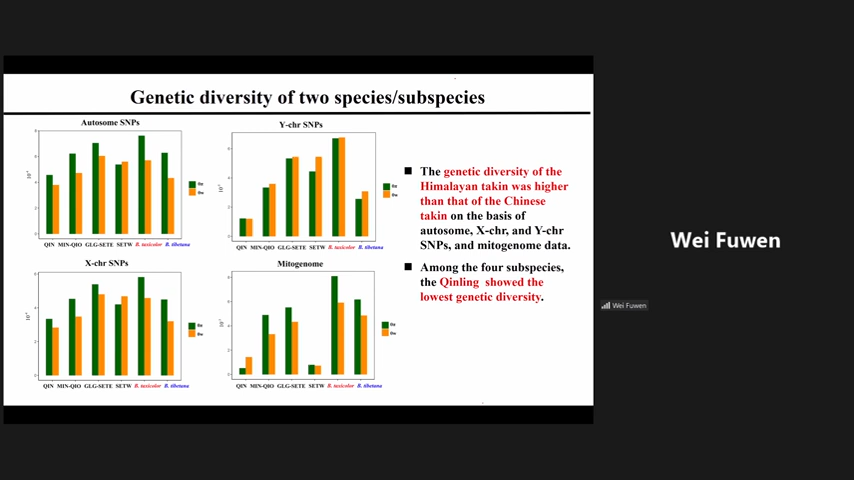 Genetic diversity of two species/subspecies
Autosome SNPs
QIN MIN-QIO GLG-SETE SETW B. taxicolor B. tibetana
Y-chr SNPs
QIN MIN-QIO GLG-SETE SETW B. taxicolor B. tibetana
X-chr SNPs
QIN MIN-QIO GLG-SETE SETW B. taxicolor B. tibetana
Mitogenome
QIN MIN-QIO GLG-SETE SETW B. taxicolor B. tibetana
■ The genetic diversity of the
Himalayan takin was higher
than that of the Chinese
takin on the basis of
autosome, X-chr, and Y-chr
SNPs, and mitogenome data.
■ Among the four subspecies,
the Qinling showed the
lowest genetic diversity.
Wei Fuwen
Wei Fuwen